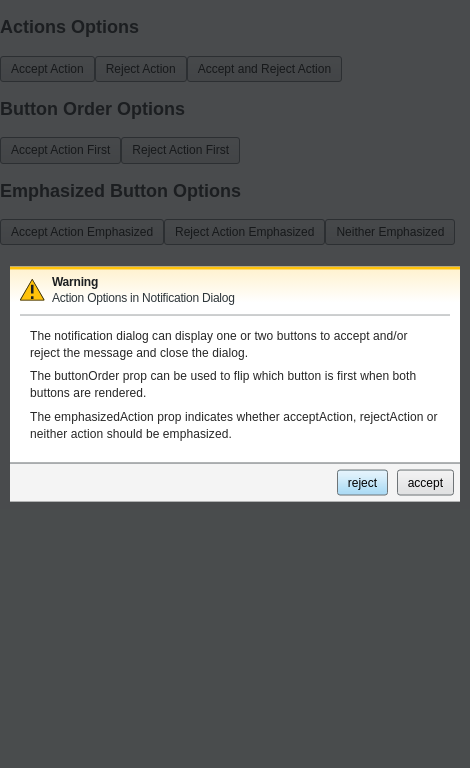 Actions Options
Accept Action Reject Action Accept and Reject Action
Button Order Options
Accept Action First Reject Action First
Emphasized Button Options
Accept Action Emphasized Reject Action Emphasized Neither Emphasized
Warning
Action Options in Notification Dialog
The notification dialog can display one or two buttons to accept and/or
reject the message and close the dialog.
The buttonOrder prop can be used to flip which button is first when both
buttons are rendered.
The emphasizedAction prop indicates whether acceptAction, rejectAction or
neither action should be emphasized.
reject accept